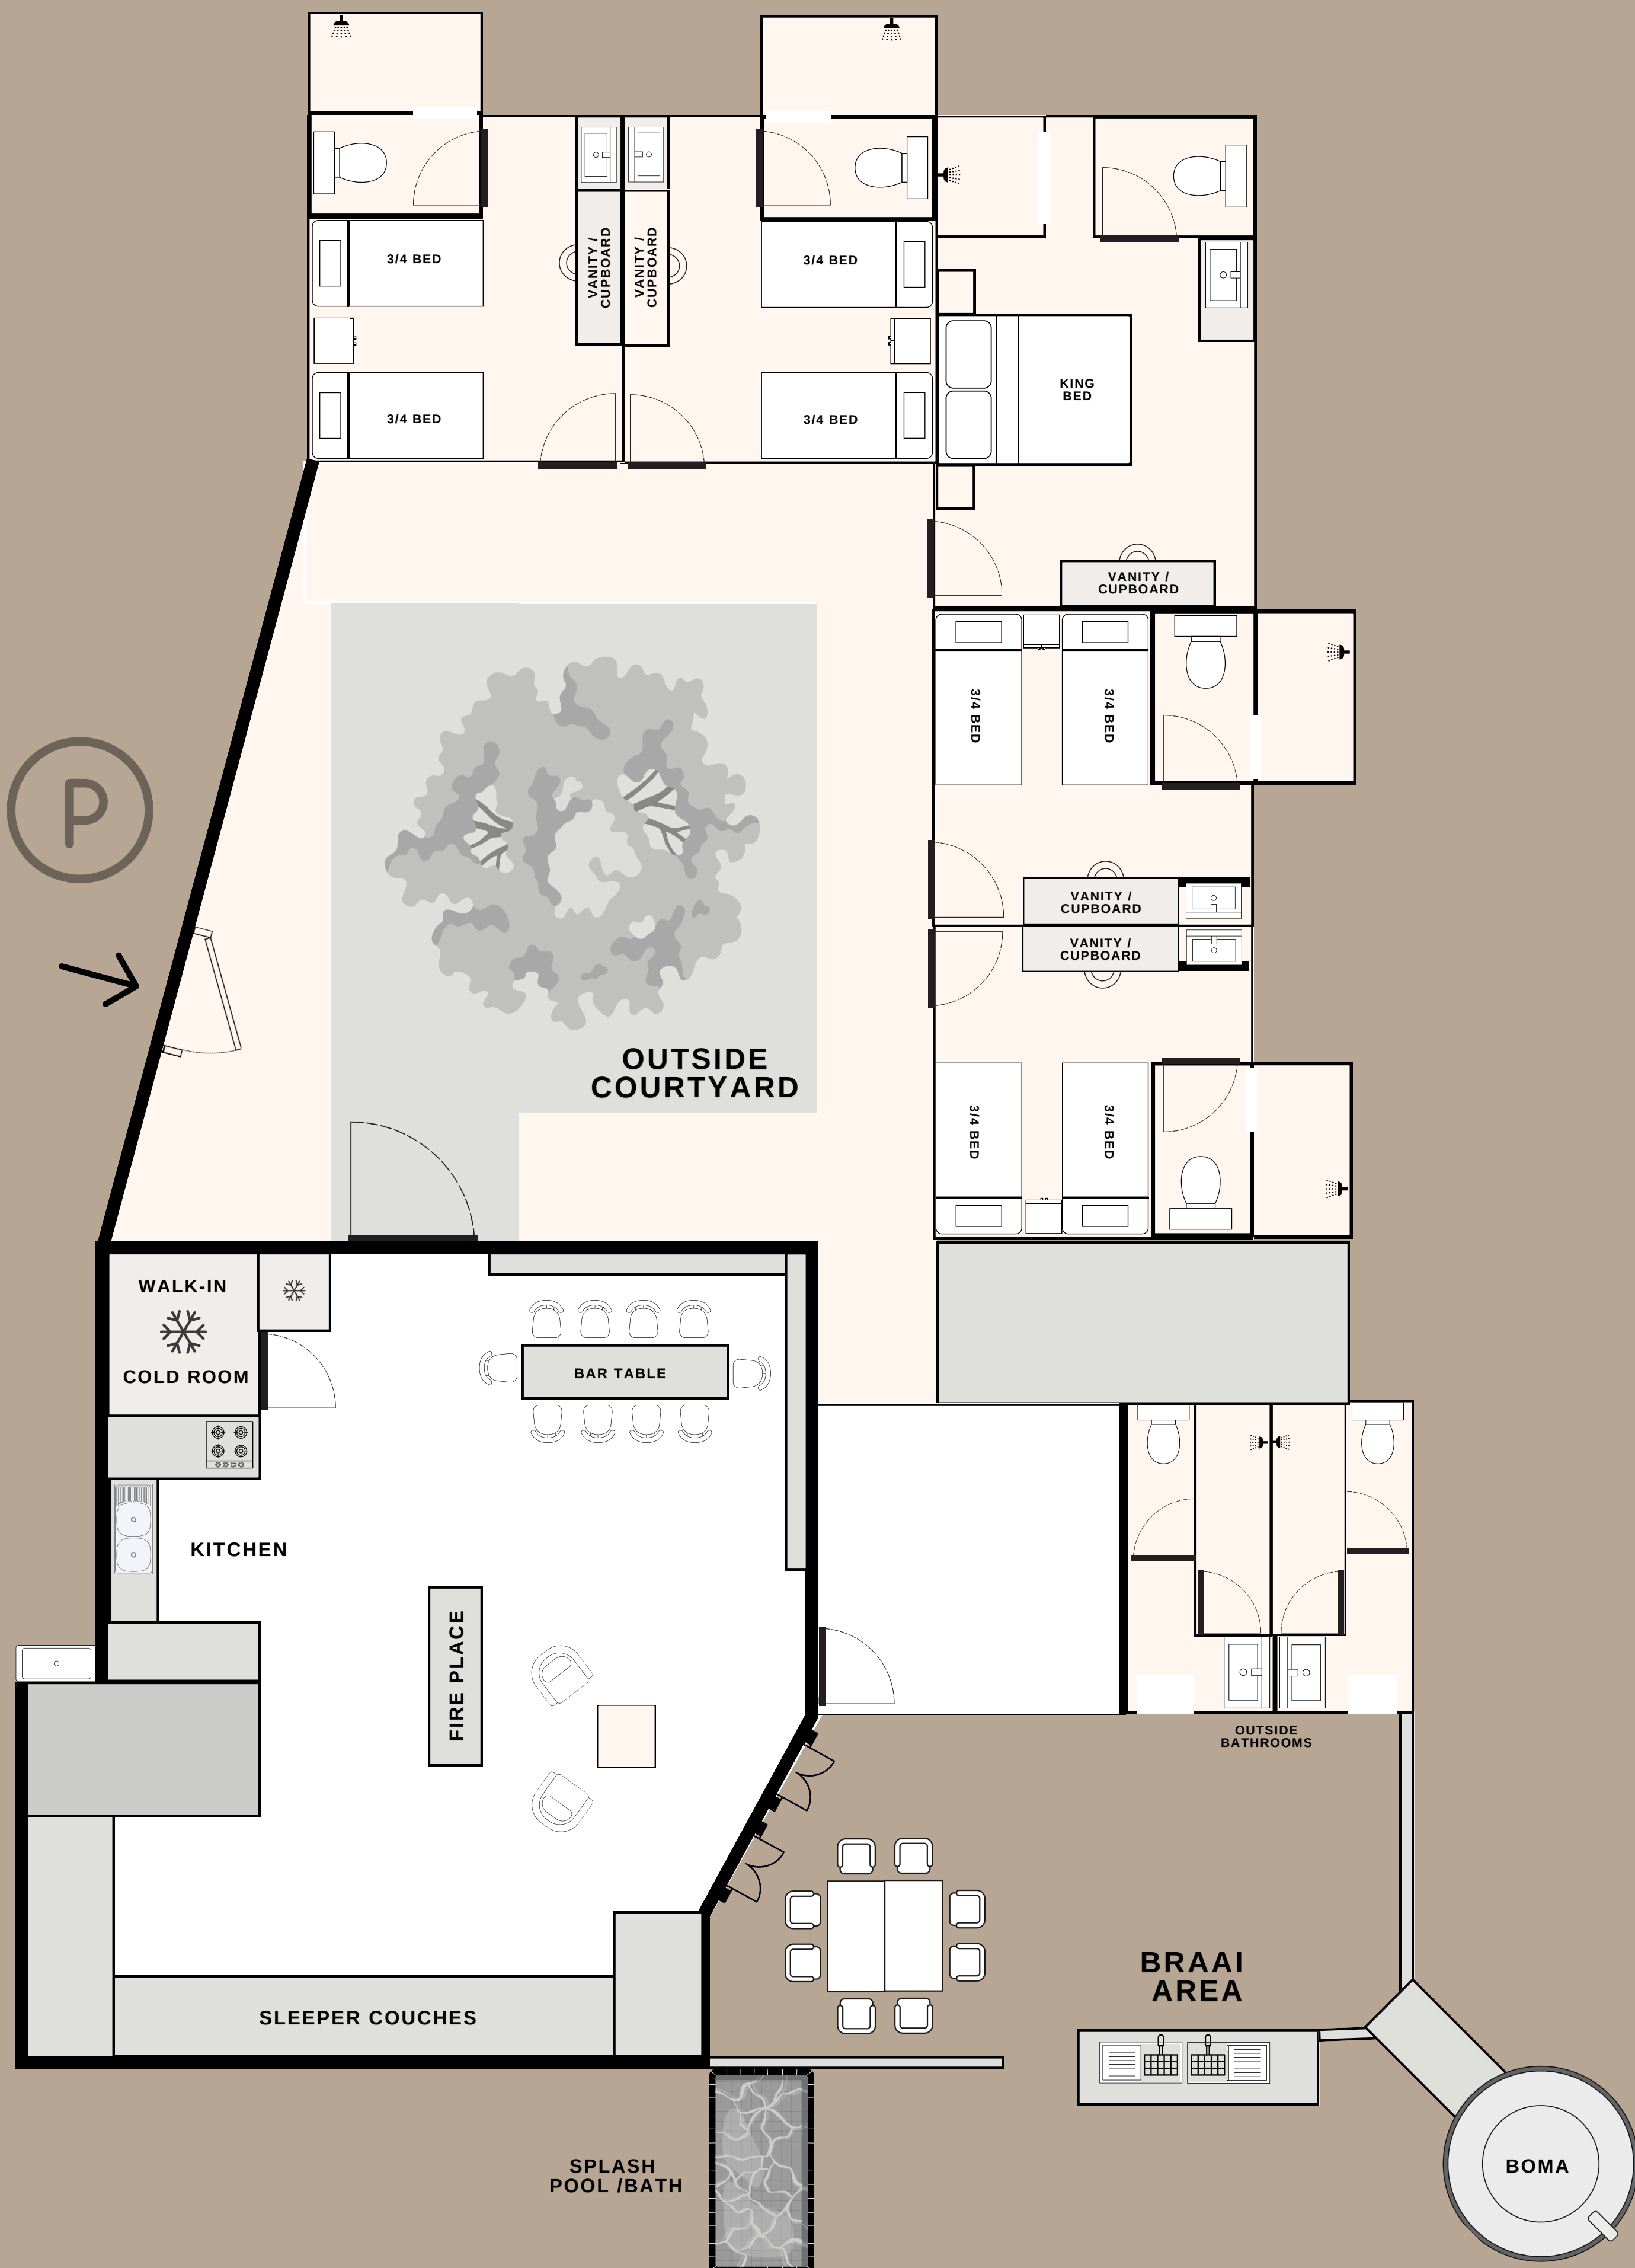 3/4 BED
VANITY /
CUPBOARD
VANITY /
CUPBOARD
3/4 BED
3/4 BED
3/4 BED
KING
BED
VANITY /
CUPBOARD
3/4 BED
3/4 BED
P
VANITY /
CUPBOARD
VANITY /
CUPBOARD
OUTSIDE
COURTYARD
3/4 BED
3/4 BED
WALK-IN
COLD ROOM
BAR TABLE
KITCHEN
FIRE PLACE
OUTSIDE
BATHROOMS
BRAAI
AREA
SLEEPER COUCHES
SPLASH
POOL /BATH
BOMA